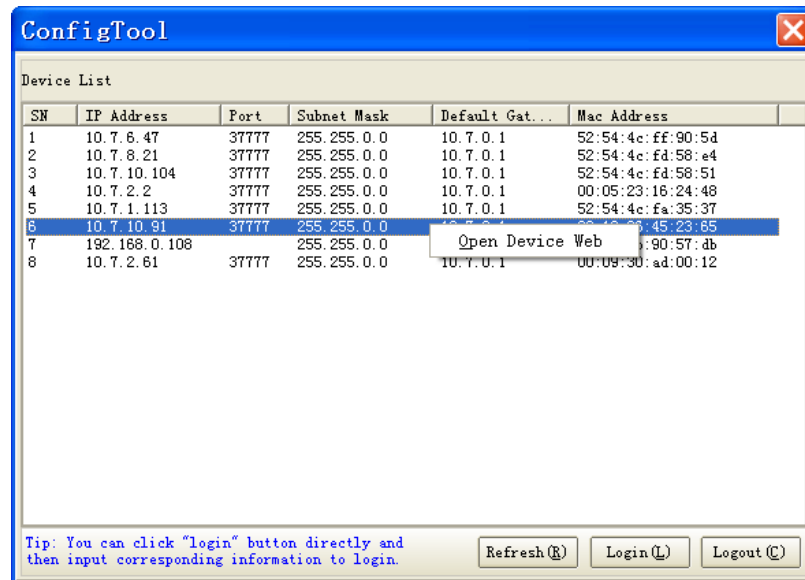 ConfigTool
Device List
SN IP Address Port Subnet Mask Default Gat... Mac Address
1 10.7.6.47 37777 255.255.0.0 10.7.0.1 52:54:4c:ff:90:5d
2 10.7.8.21 37777 255.255.0.0 10.7.0.1 52:54:4c:fd:58:e4
3 10.7.10.104 37777 255.255.0.0 10.7.0.1 52:54:4c:fd:58:51
4 10.7.2.2 37777 255.255.0.0 10.7.0.1 00:05:23:16:24:48
5 10.7.1.113 37777 255.255.0.0 10.7.0.1 52:54:4c:fa:35:37
6 10.7.10.91 37777 255.255.0.0 :45:23:65
Open Device Web
7 192.168.0.108 255.255.0.0 :90:57:db
8 10.7.2.61 37777 255.255.0.0 10.7.0.1 00:09:30:ad:00:12
Tip: You can click "login" button directly and
then input corresponding information to login.
Refresh(R) Login(L) Logout(C)